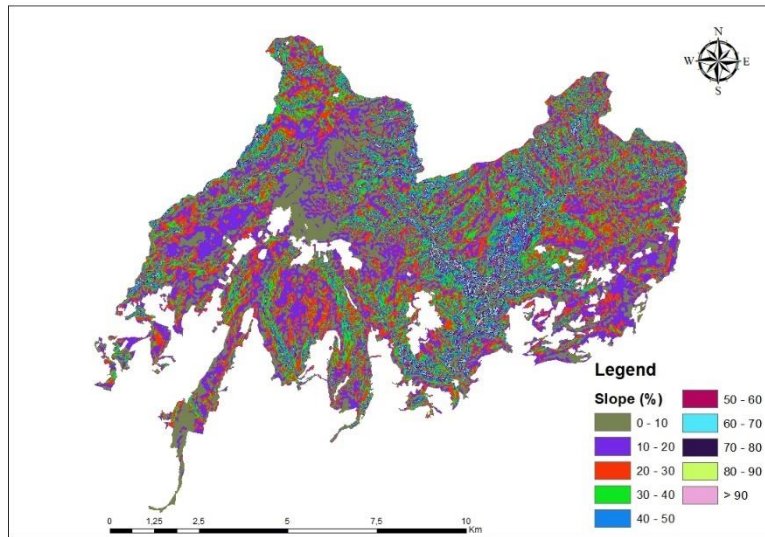 N
W E
S
Legend
Slope (%)
0 - 10
10 - 20
20 - 30
30 - 40
40 - 50
50 - 60
60 - 70
70 - 80
80 - 90
> 90
0 1,25 2,5 5 7,5 10
Km